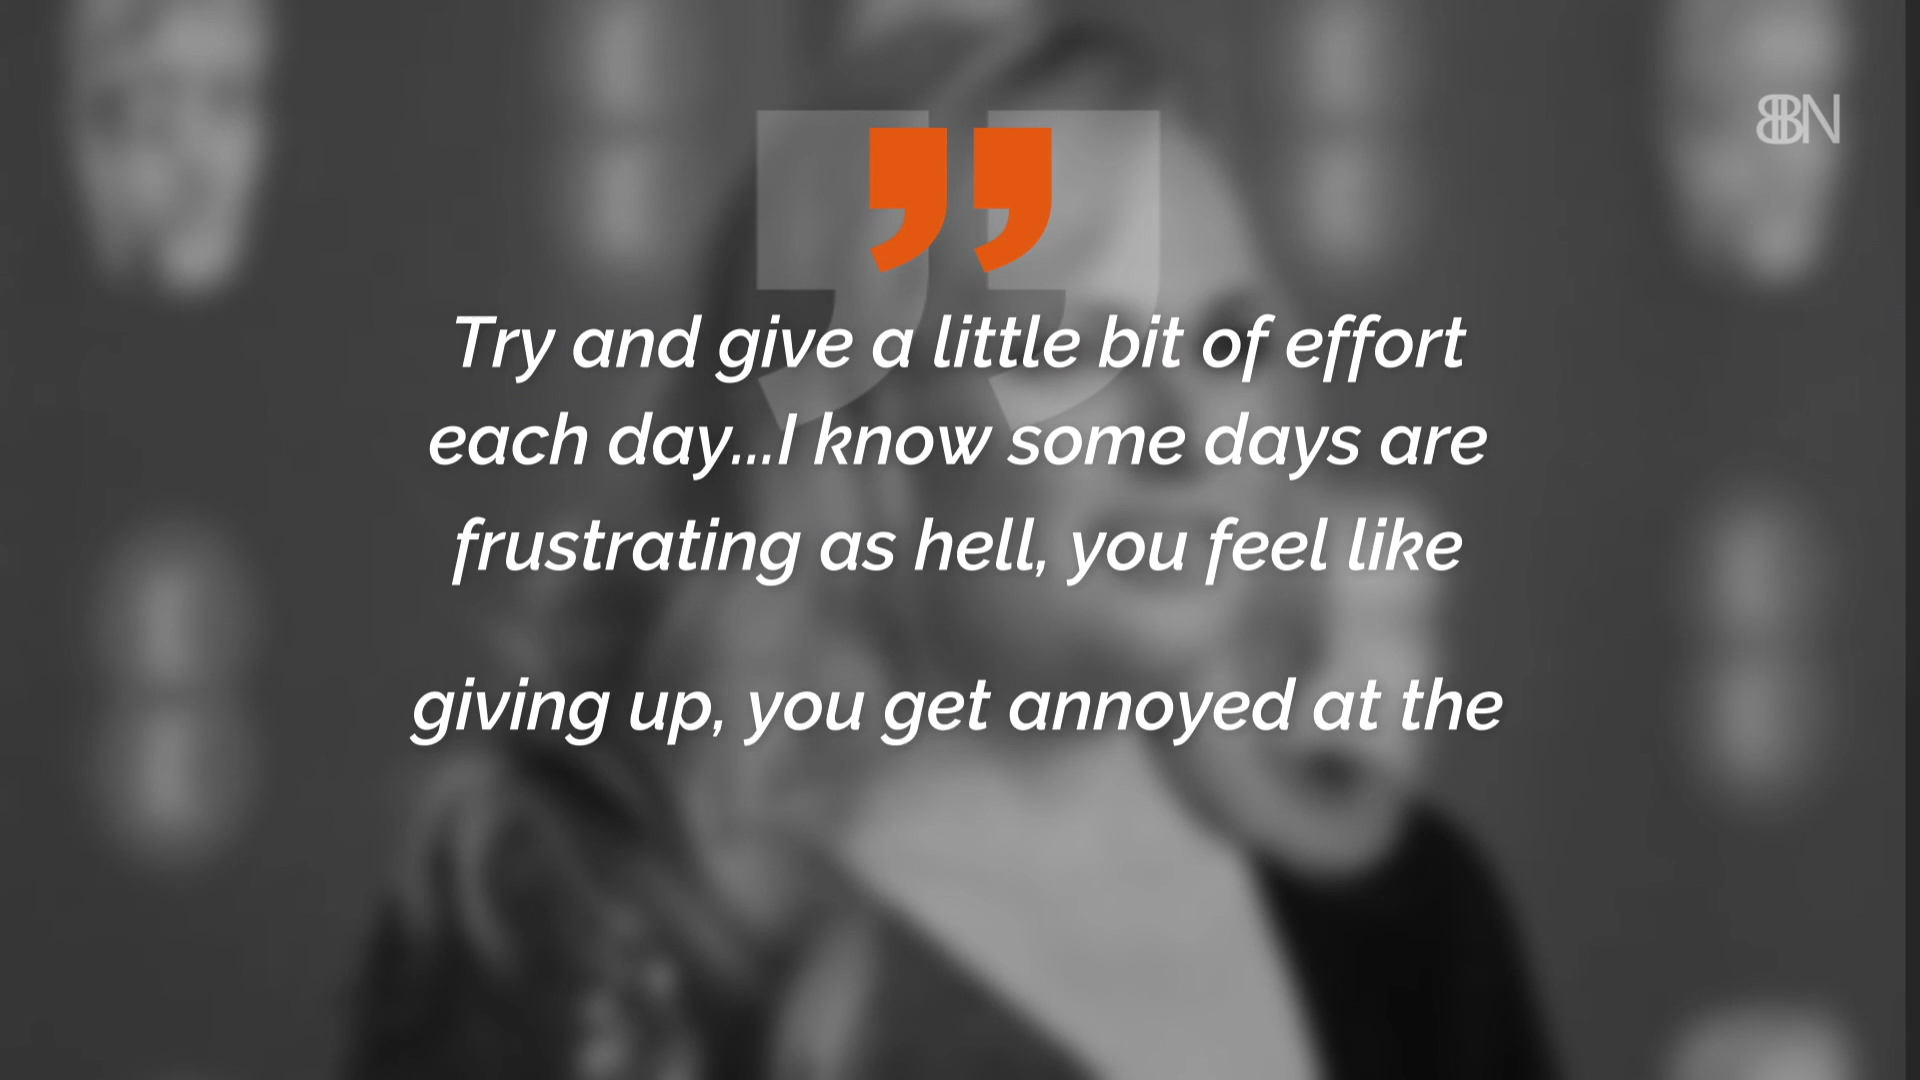 BBN
Try and give a little bit of effort
each day...I know some days are
frustrating as hell, you feel like
giving up, you get annoyed at the